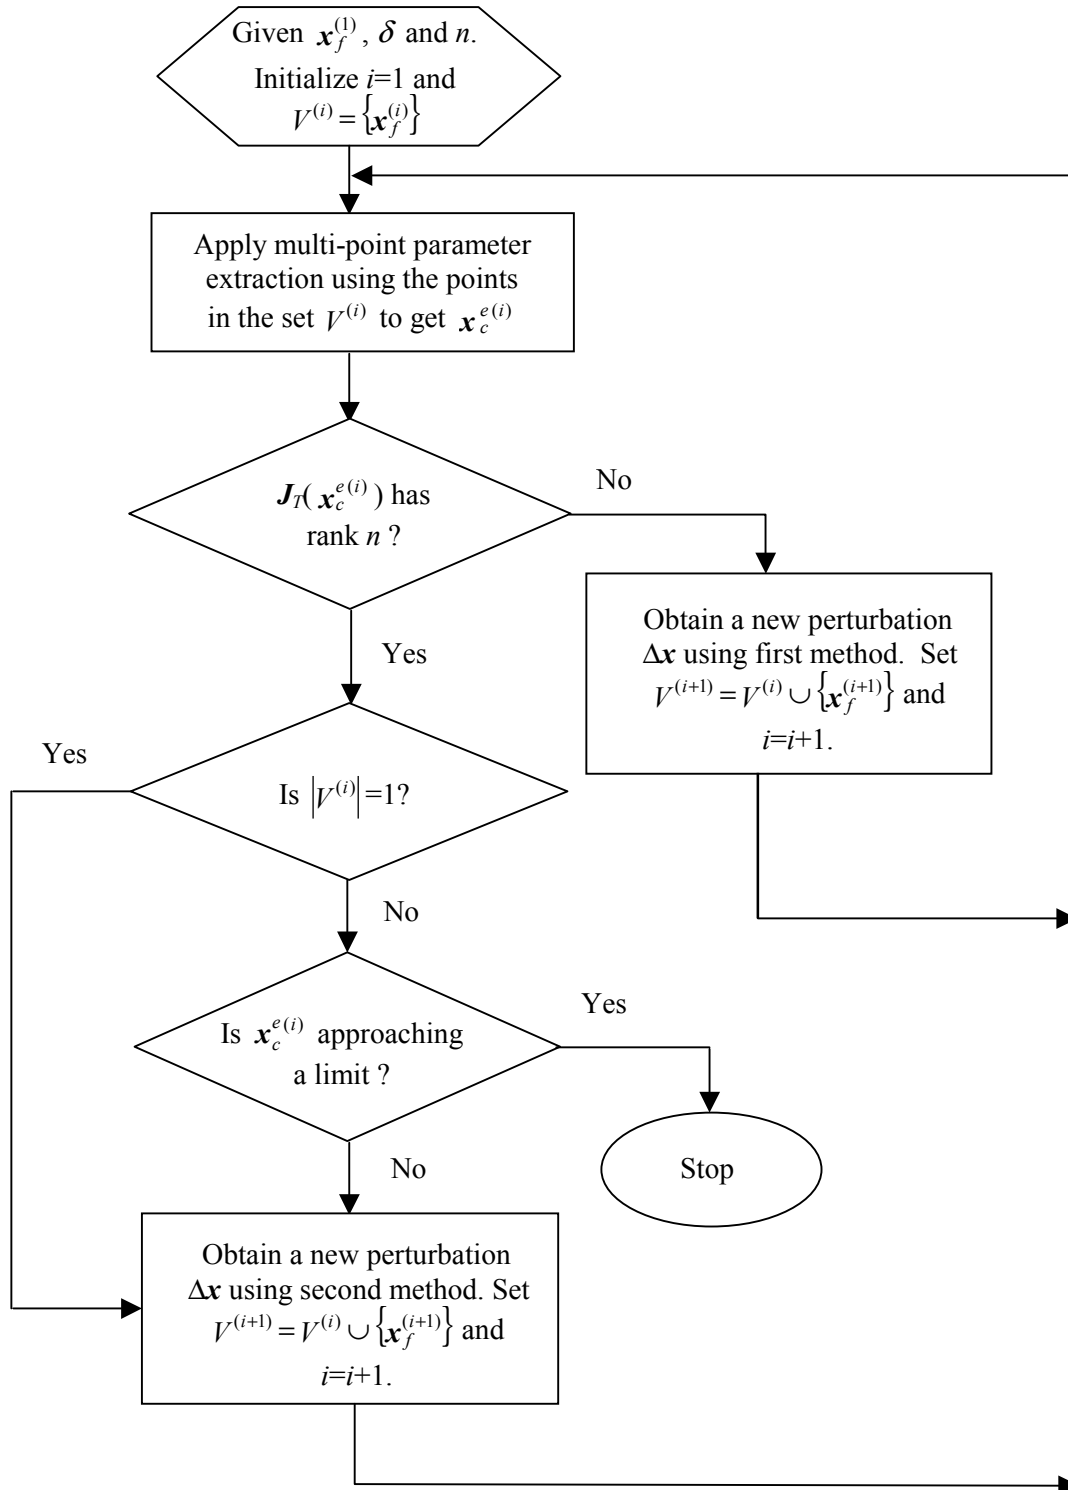 Given x_f^(1), δ and n.
Initialize i=1 and
V^(i) = {x_f^(i)}
Apply multi-point parameter
extraction using the points
in the set V^(i) to get x_c^e(i)
J_T( x_c^e(i) ) has
rank n ?
No
Yes
Obtain a new perturbation
Δx using first method. Set
V^(i+1) = V^(i) ∪ {x_f^(i+1)} and
i=i+1.
Yes
Is |V^(i)| =1?
No
Is x_c^e(i) approaching
a limit ?
Yes
No
Stop
Obtain a new perturbation
Δx using second method. Set
V^(i+1) = V^(i) ∪ {x_f^(i+1)} and
i=i+1.